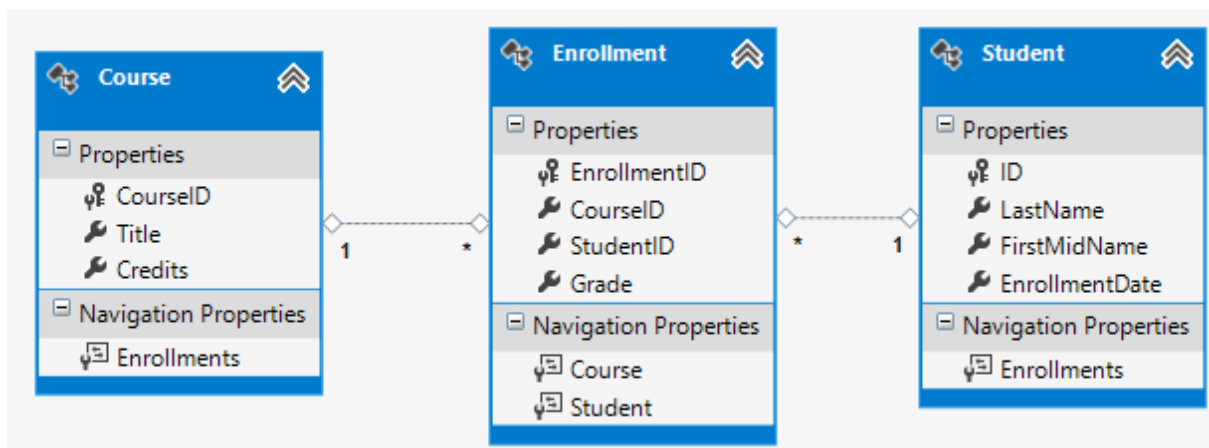 Course
Properties
CourseID
Title
Credits
Navigation Properties
Enrollments
1
*
Enrollment
Properties
EnrollmentID
CourseID
StudentID
Grade
Navigation Properties
Course
Student
*
1
Student
Properties
ID
LastName
FirstMidName
EnrollmentDate
Navigation Properties
Enrollments